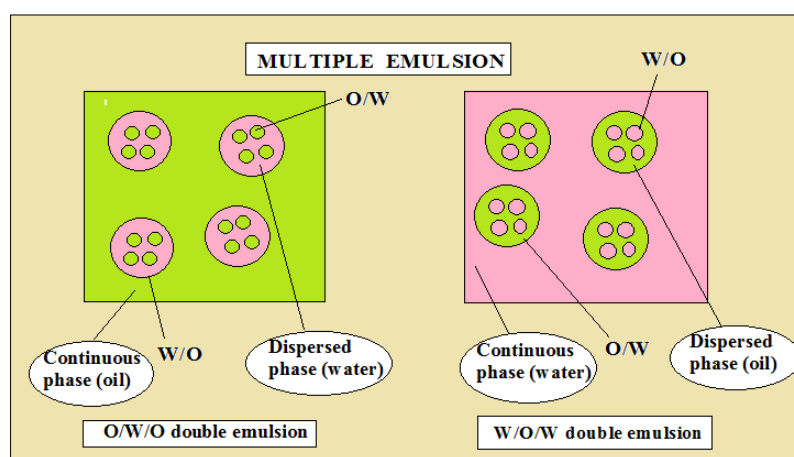 MULTIPLE EMULSION
O/W
W/O
Continuous
phase (oil)
Dispersed
phase (water)
O/W/O double emulsion
W/O
O/W
Continuous
phase (water)
Dispersed
phase (oil)
W/O/W double emulsion